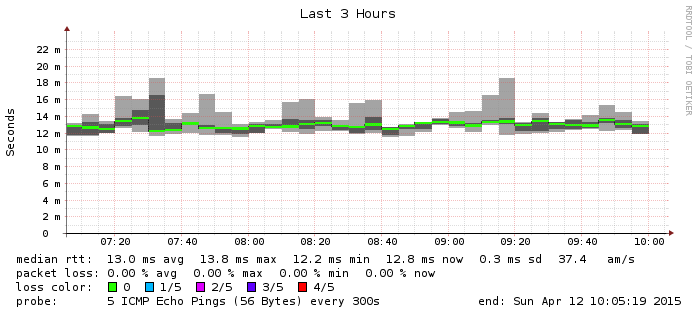 Last 3 Hours
RRDTOOL / TOBI OETIKER
Seconds
22 m
20 m
18 m
16 m
14 m
12 m
10 m
8 m
6 m
4 m
2 m
0
07:20 07:40 08:00 08:20 08:40 09:00 09:20 09:40 10:00
median rtt: 13.0 ms avg 13.8 ms max 12.2 ms min 12.8 ms now 0.3 ms sd 37.4 am/s
packet loss: 0.00 % avg 0.00 % max 0.00 % min 0.00 % now
loss color: 0 1/5 2/5 3/5 4/5
probe: 5 ICMP Echo Pings (56 Bytes) every 300s end: Sun Apr 12 10:05:19 2015